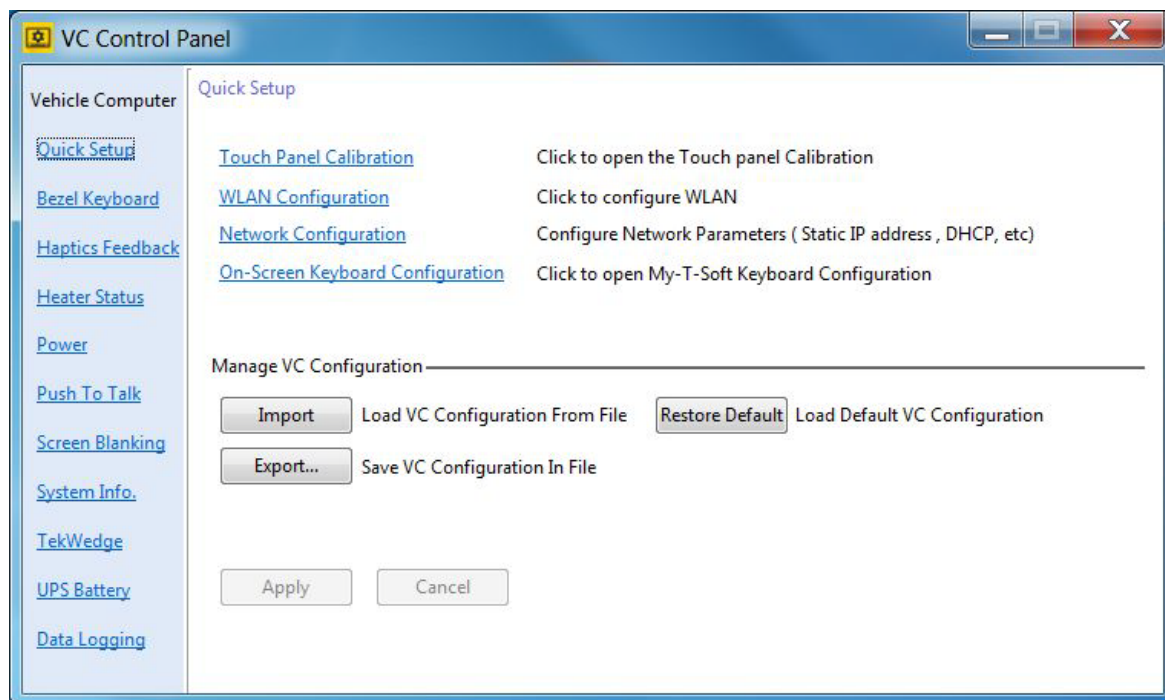 VC Control Panel
Vehicle Computer
Quick Setup
Bezel Keyboard
Haptics Feedback
Heater Status
Power
Push To Talk
Screen Blanking
System Info.
TekWedge
UPS Battery
Data Logging
Quick Setup
Touch Panel Calibration Click to open the Touch panel Calibration
WLAN Configuration Click to configure WLAN
Network Configuration Configure Network Parameters ( Static IP address , DHCP, etc)
On-Screen Keyboard Configuration Click to open My-T-Soft Keyboard Configuration
Manage VC Configuration
Import Load VC Configuration From File Restore Default Load Default VC Configuration
Export... Save VC Configuration In File
Apply Cancel